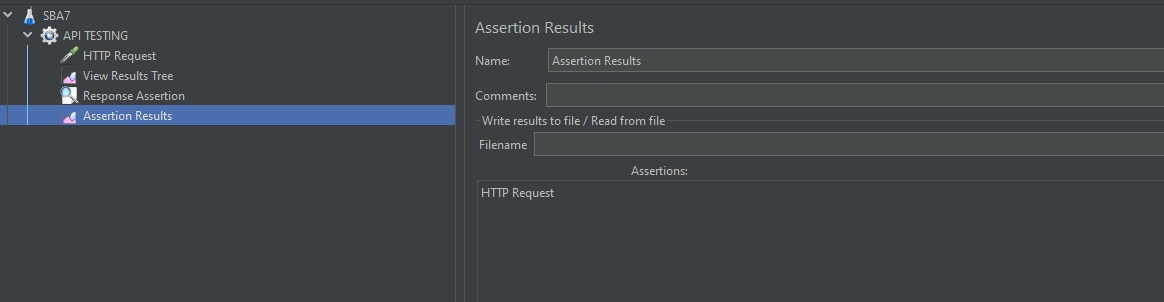 SBA7
API TESTING
HTTP Request
View Results Tree
Response Assertion
Assertion Results
Assertion Results
Name: Assertion Results
Comments:
Write results to file / Read from file
Filename
Assertions:
HTTP Request